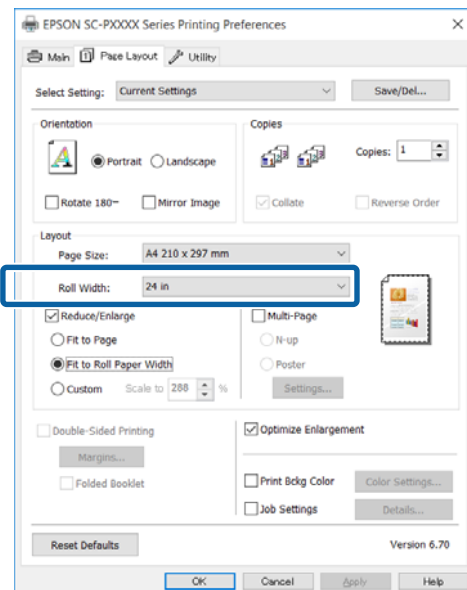 EPSON SC-PXXXX Series Printing Preferences
Main Page Layout Utility
Select Setting: Current Settings Save/Del...
Orientation
Portrait Landscape
Rotate 180° Mirror Image
Copies
Copies: 1
Collate Reverse Order
Layout
Page Size: A4 210 x 297 mm
Roll Width: 24 in
Reduce/Enlarge
Fit to Page
Fit to Roll Paper Width
Custom Scale to 288 %
Multi-Page
N-up
Poster
Settings...
Double-Sided Printing
Margins...
Folded Booklet
Optimize Enlargement
Print Bckg Color Color Settings...
Job Settings Details...
Reset Defaults Version 6.70
OK Cancel Apply Help